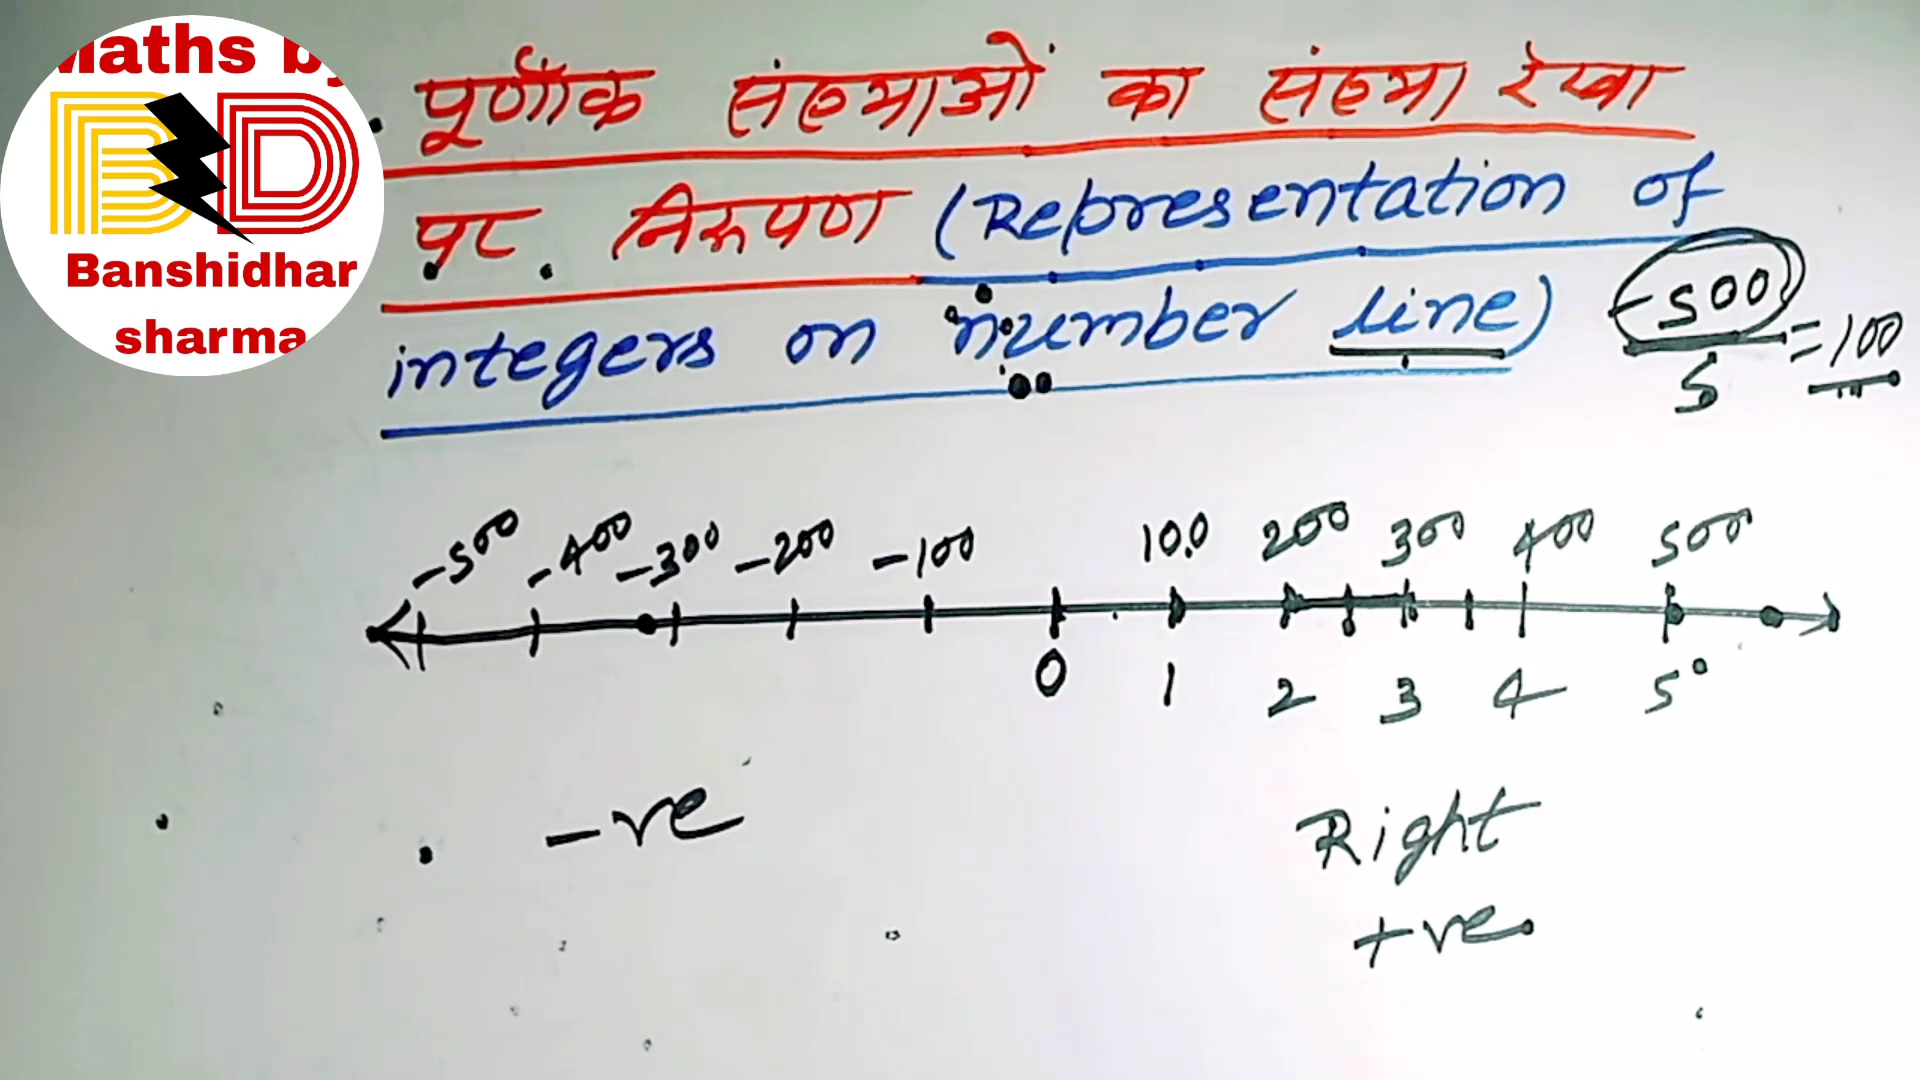 Maths by
BD
Banshidhar
sharma
पूर्णांक संख्याओं का संख्या रेखा
पर निरूपण (Representation of
integers on number line)
-500
5
=100
-500 -400 -300 -200 -100 100 200 300 400 500
0 1 2 3 4 5
-ve
Right
+ve